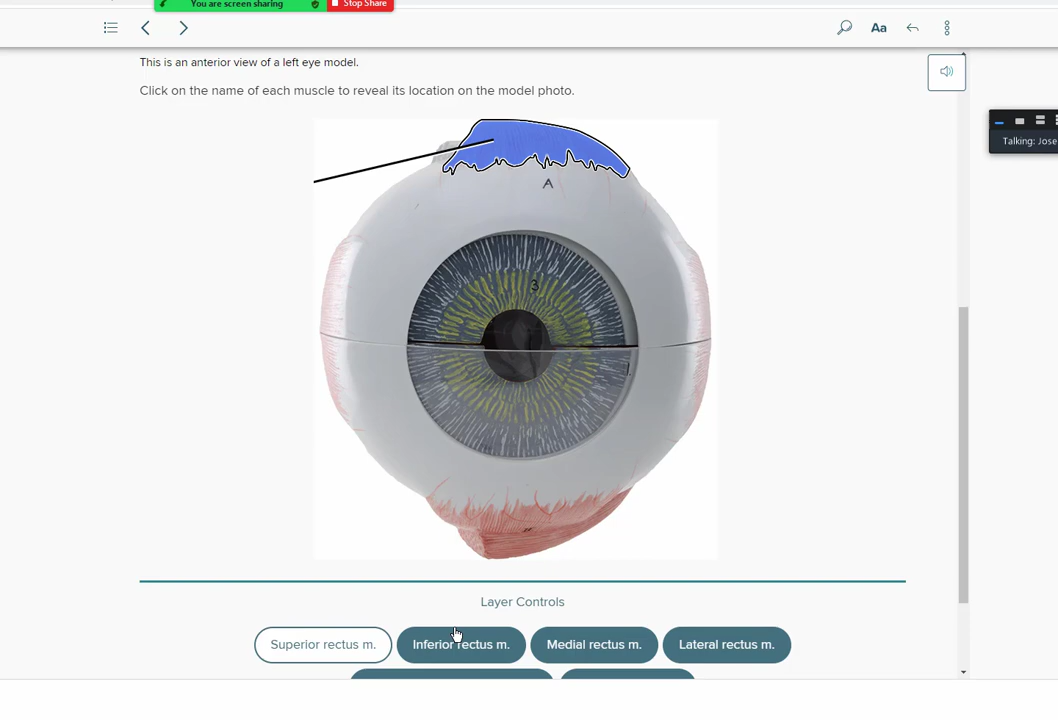 You are screen sharing
Stop Share
Aa
This is an anterior view of a left eye model.
Click on the name of each muscle to reveal its location on the model photo.
Talking: Jose
A
3
Layer Controls
Superior rectus m.
Inferior rectus m.
Medial rectus m.
Lateral rectus m.